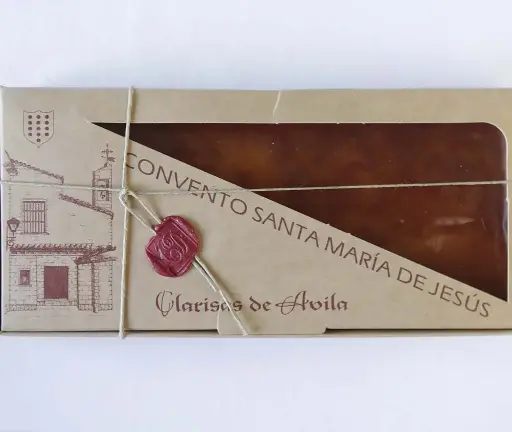 CONVENTO SANTA MARÍA DE JESÚS
Clarisas de Avila